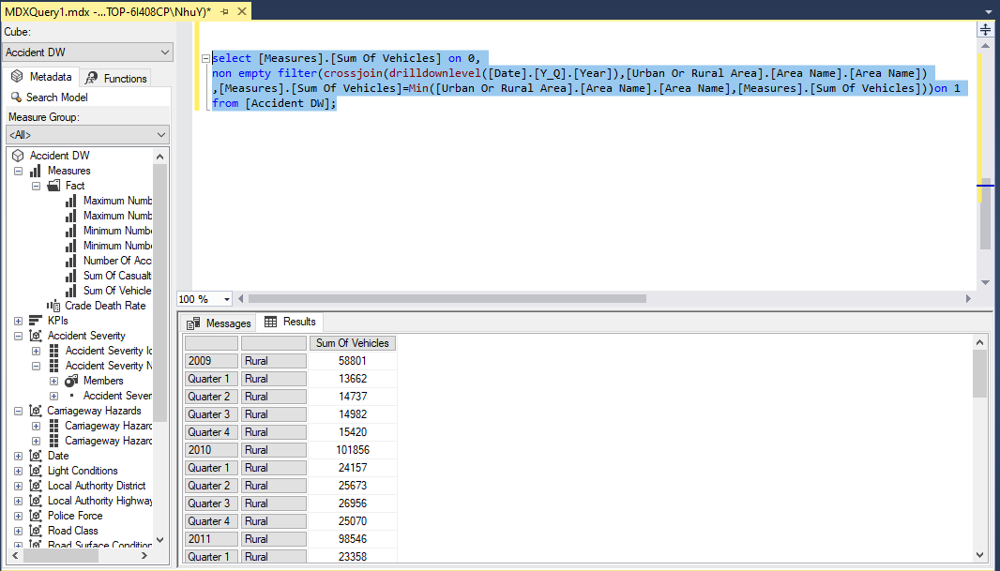 MDXQuery1.mdx -...TOP-6I408CP\NhuY)*
Cube:
Accident DW
Metadata
Functions
Search Model
Measure Group:
<All>
Accident DW
Measures
Fact
Maximum Numb
Maximum Numb
Minimum Numbe
Minimum Numbe
Number Of Acc
Sum Of Casualt
Sum Of Vehicle
Crade Death Rate
KPIs
Accident Severity
Accident Severity Ic
Accident Severity N
Members
Accident Sever
Carriageway Hazards
Carriageway Hazarc
Carriageway Hazarc
Date
Light Conditions
Local Authority District
Local Authority Highway
Police Force
Road Class
Road Surface Condition
select [Measures].[Sum Of Vehicles] on 0,
non empty filter(crossjoin(drilldownlevel([Date].[Y_Q].[Year]),[Urban Or Rural Area].[Area Name].[Area Name])
,[Measures].[Sum Of Vehicles]=Min([Urban Or Rural Area].[Area Name].[Area Name],[Measures].[Sum Of Vehicles]))on 1
from [Accident DW];
100 %
Messages
Results
Sum Of Vehicles
2009 Rural 58801
Quarter 1 Rural 13662
Quarter 2 Rural 14737
Quarter 3 Rural 14982
Quarter 4 Rural 15420
2010 Rural 101856
Quarter 1 Rural 24157
Quarter 2 Rural 25673
Quarter 3 Rural 26956
Quarter 4 Rural 25070
2011 Rural 98546
Quarter 1 Rural 23358